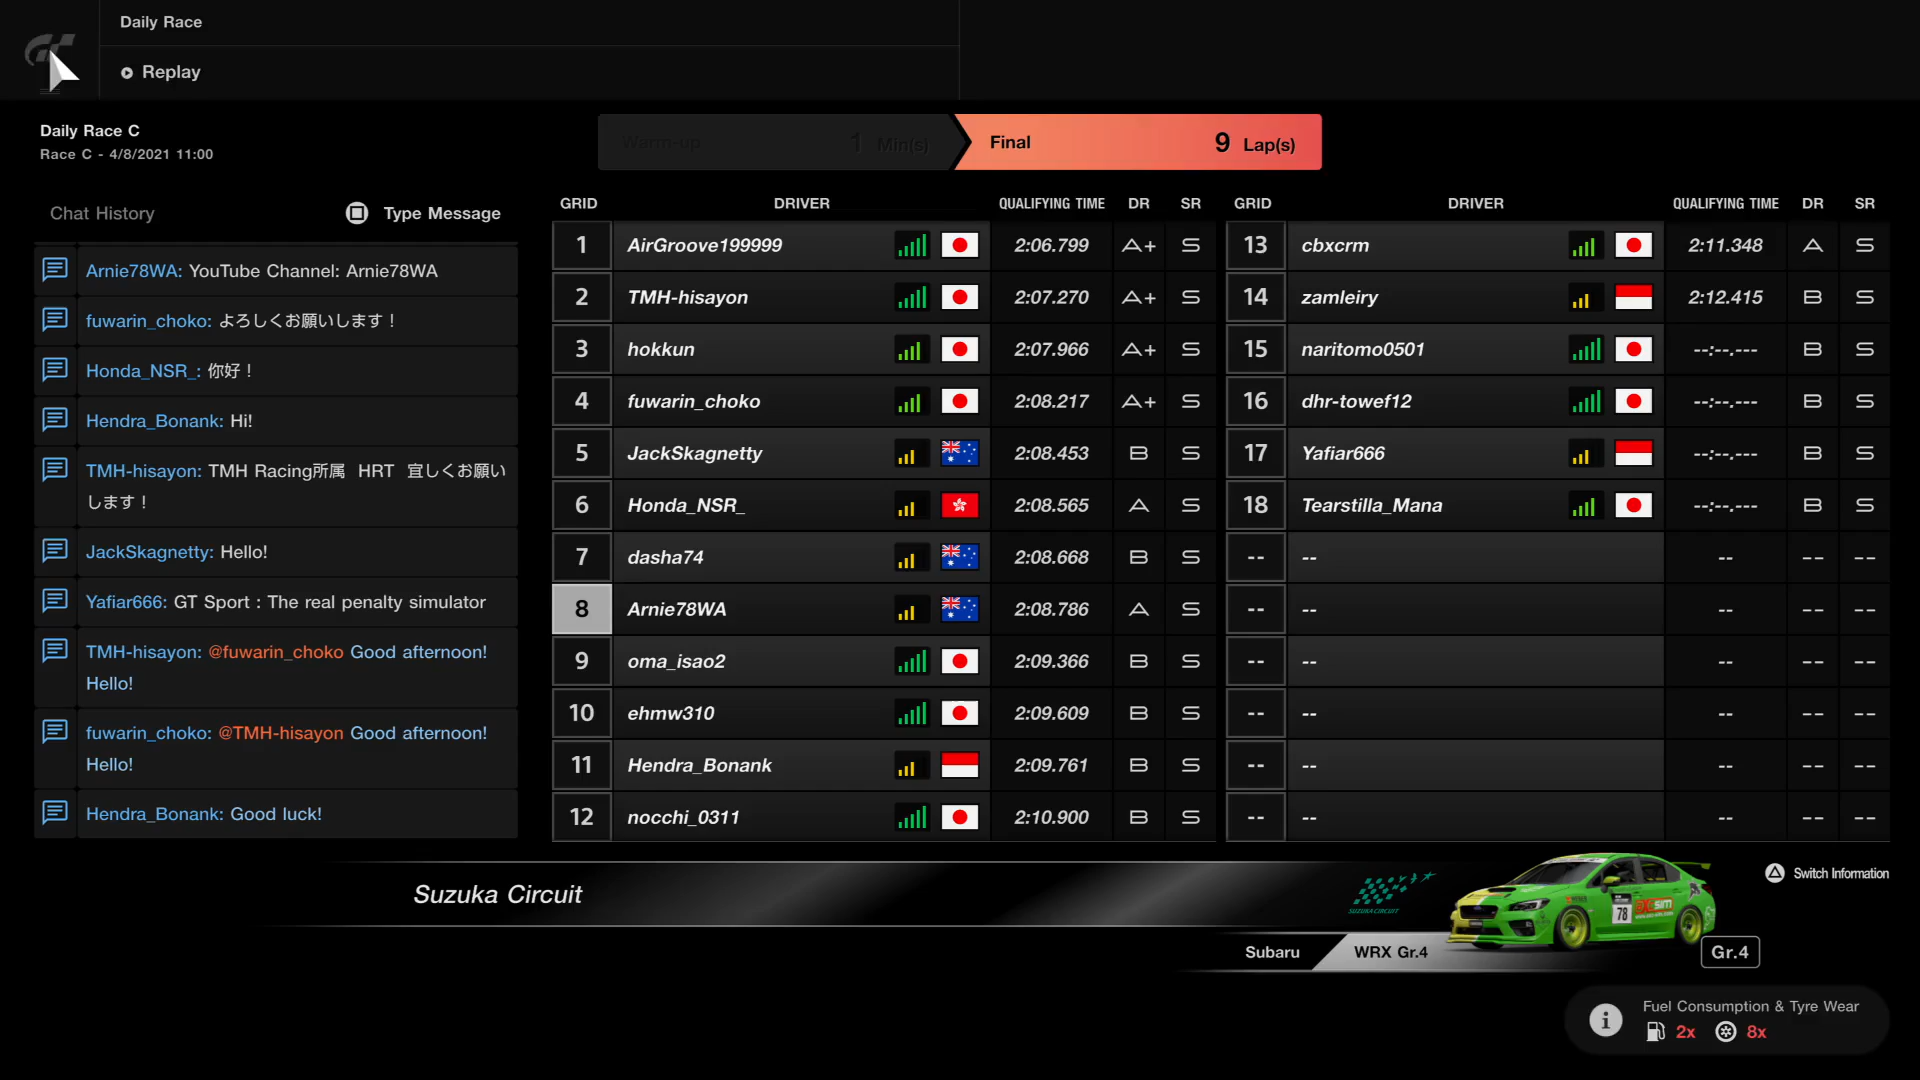 Daily Race
Replay
Daily Race C
Race C - 4/8/2021 11:00
Warm-up 1 Min(s)
Final 9 Lap(s)
Chat History
Type Message
Arnie78WA: YouTube Channel: Arnie78WA
fuwarin_choko: よろしくお願いします！
Honda_NSR_: 你好！
Hendra_Bonank: Hi!
TMH-hisayon: TMH Racing所属 HRT 宜しくお願い
します！
JackSkagnetty: Hello!
Yafiar666: GT Sport : The real penalty simulator
TMH-hisayon: @fuwarin_choko Good afternoon!
Hello!
fuwarin_choko: @TMH-hisayon Good afternoon!
Hello!
Hendra_Bonank: Good luck!
GRID DRIVER QUALIFYING TIME DR SR
1 AirGroove199999 2:06.799 A+ S
2 TMH-hisayon 2:07.270 A+ S
3 hokkun 2:07.966 A+ S
4 fuwarin_choko 2:08.217 A+ S
5 JackSkagnetty 2:08.453 B S
6 Honda_NSR_ 2:08.565 A S
7 dasha74 2:08.668 B S
8 Arnie78WA 2:08.786 A S
9 oma_isao2 2:09.366 B S
10 ehmw310 2:09.609 B S
11 Hendra_Bonank 2:09.761 B S
12 nocchi_0311 2:10.900 B S
GRID DRIVER QUALIFYING TIME DR SR
13 cbxcrm 2:11.348 A S
14 zamleiry 2:12.415 B S
15 naritomo0501 --:--.--- B S
16 dhr-towef12 --:--.--- B S
17 Yafiar666 --:--.--- B S
18 Tearstilla_Mana --:--.--- B S
-- -- -- -- --
-- -- -- -- --
-- -- -- -- --
-- -- -- -- --
-- -- -- -- --
-- -- -- -- --
Suzuka Circuit
SUZUKA CIRCUIT
78
Switch Information
Subaru
WRX Gr.4
Gr.4
Fuel Consumption & Tyre Wear
2x 8x